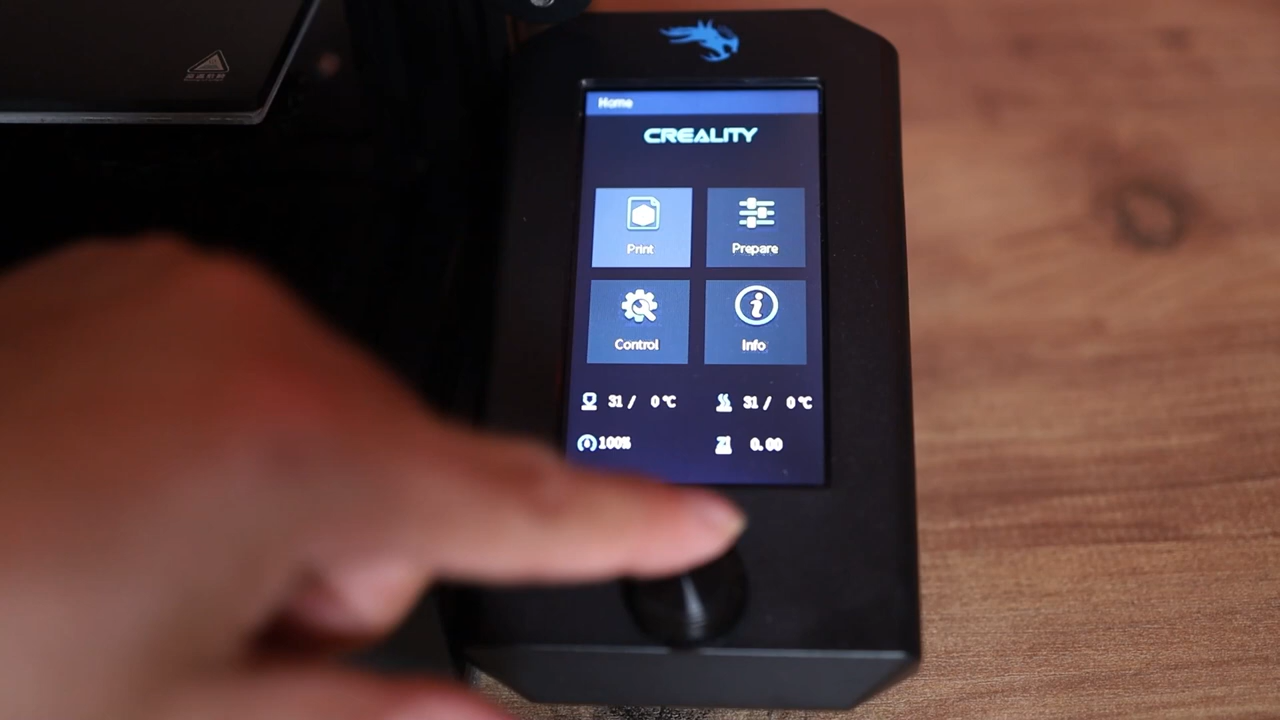 Home
CREALITY
Print
Prepare
Control
Info
31 / 0℃
31 / 0℃
100%
0.00